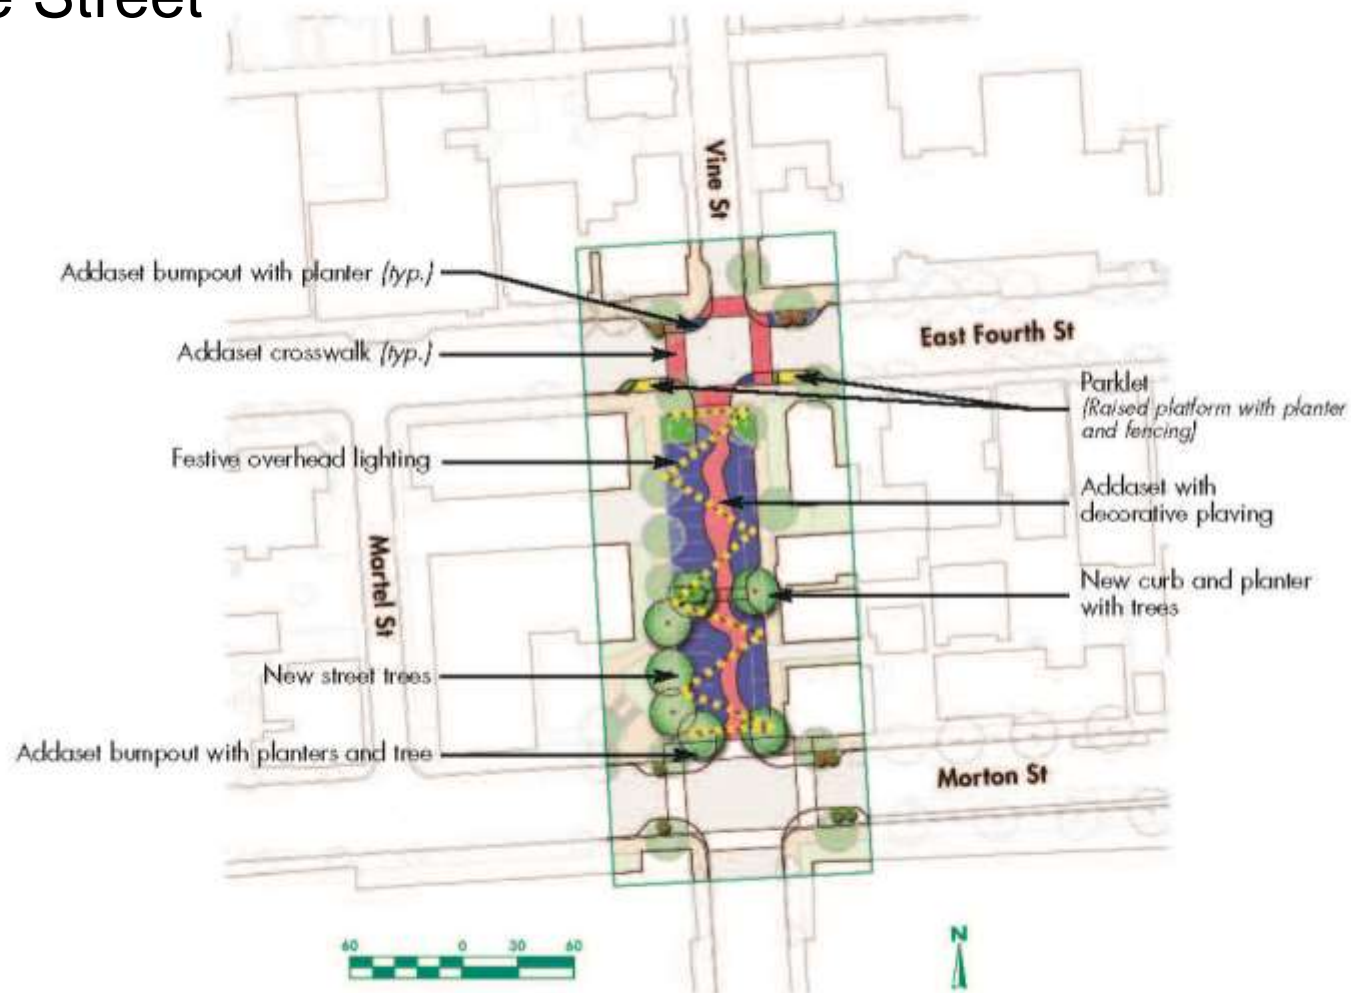 e Street
Vine St
Addaset bumpout with planter (typ.)
East Fourth St
Addaset crosswalk (typ.)
Parklet
(Raised platform with planter
and fencing)
Festive overhead lighting
Addaset with
decorative plaving
Martel St
New curb and planter
with trees
New street trees
Addaset bumpout with planters and tree
Morton St
60 0 30 60
N